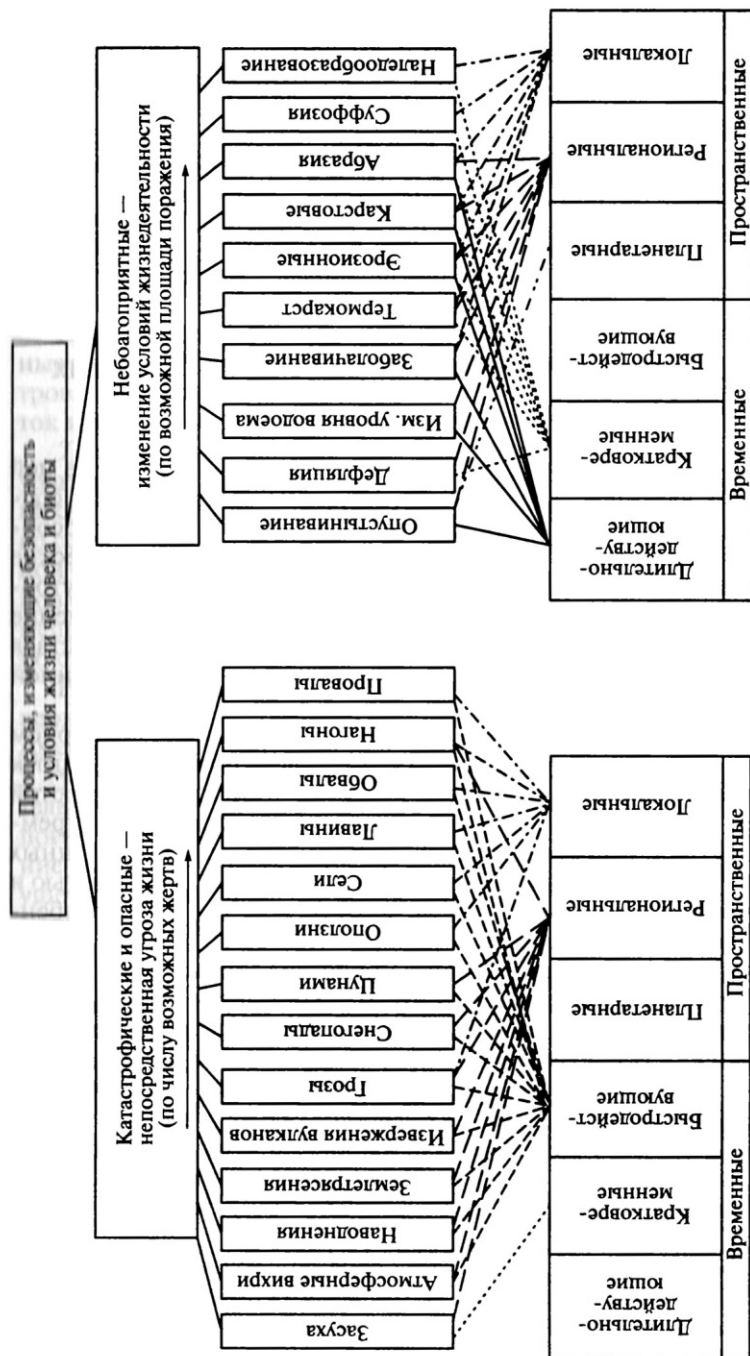 Процессы, изменяющие безопасность
и условия жизни человека и биоты
Катастрофические и опасные —
непосредственная угроза жизни
(по числу возможных жертв)
Засуха
Атмосферные вихри
Наводнения
Землетрясения
Извержения вулканов
Грозы
Снегопады
Цунами
Оползни
Сели
Лавины
Обвалы
Нагоны
Провалы
Длительно-
действу-
ющие
Кратковре-
менные
Быстродейст-
вующие
Планетарные
Региональные
Локальные
Временные
Пространственные
Небоагоприятные —
изменение условий жизнедеятельности
(по возможной площади поражения)
Опустынивание
Дефляция
Изм. уровня водоема
Заболачивание
Термокарст
Эрозионные
Карстовые
Абразия
Суффозия
Наледообразование
Длительно-
действу-
ющие
Кратковре-
менные
Быстродейст-
вующие
Планетарные
Региональные
Локальные
Временные
Пространственные